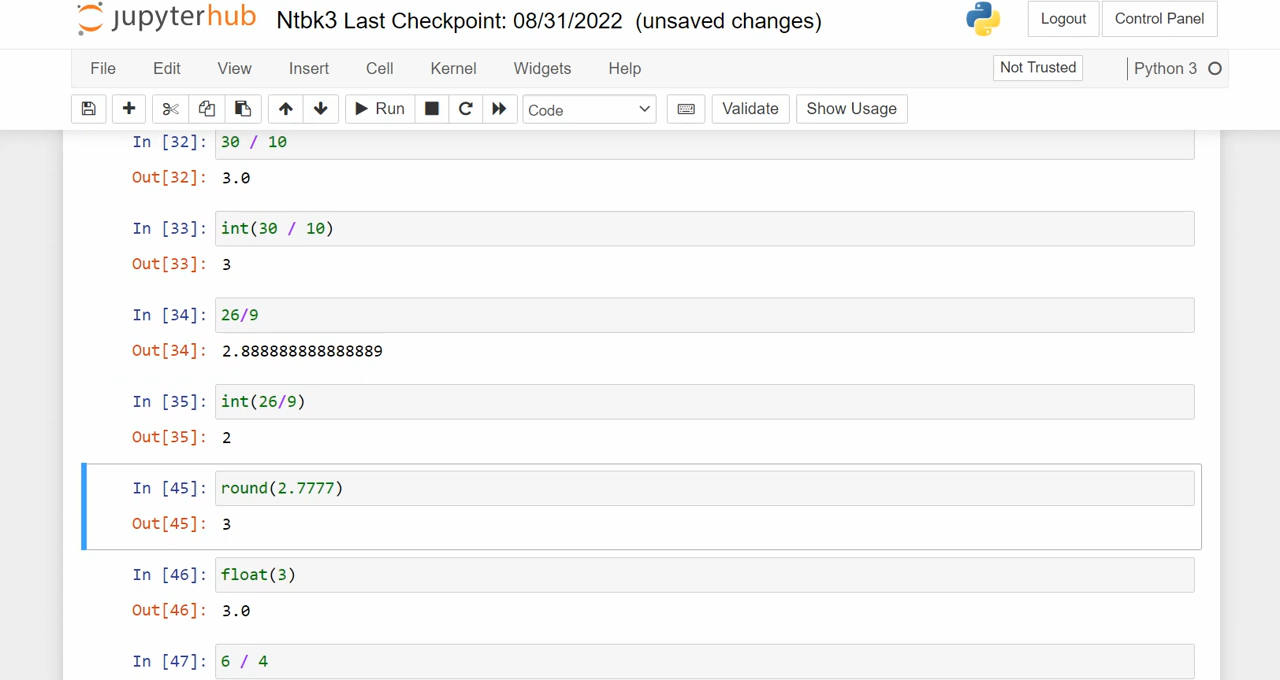 jupyterhub Ntbk3 Last Checkpoint: 08/31/2022 (unsaved changes) Logout Control Panel
File Edit View Insert Cell Kernel Widgets Help Not Trusted Python 3
Run Code Validate Show Usage
In [32]: 30 / 10
Out[32]: 3.0
In [33]: int(30 / 10)
Out[33]: 3
In [34]: 26/9
Out[34]: 2.888888888888889
In [35]: int(26/9)
Out[35]: 2
In [45]: round(2.7777)
Out[45]: 3
In [46]: float(3)
Out[46]: 3.0
In [47]: 6 / 4